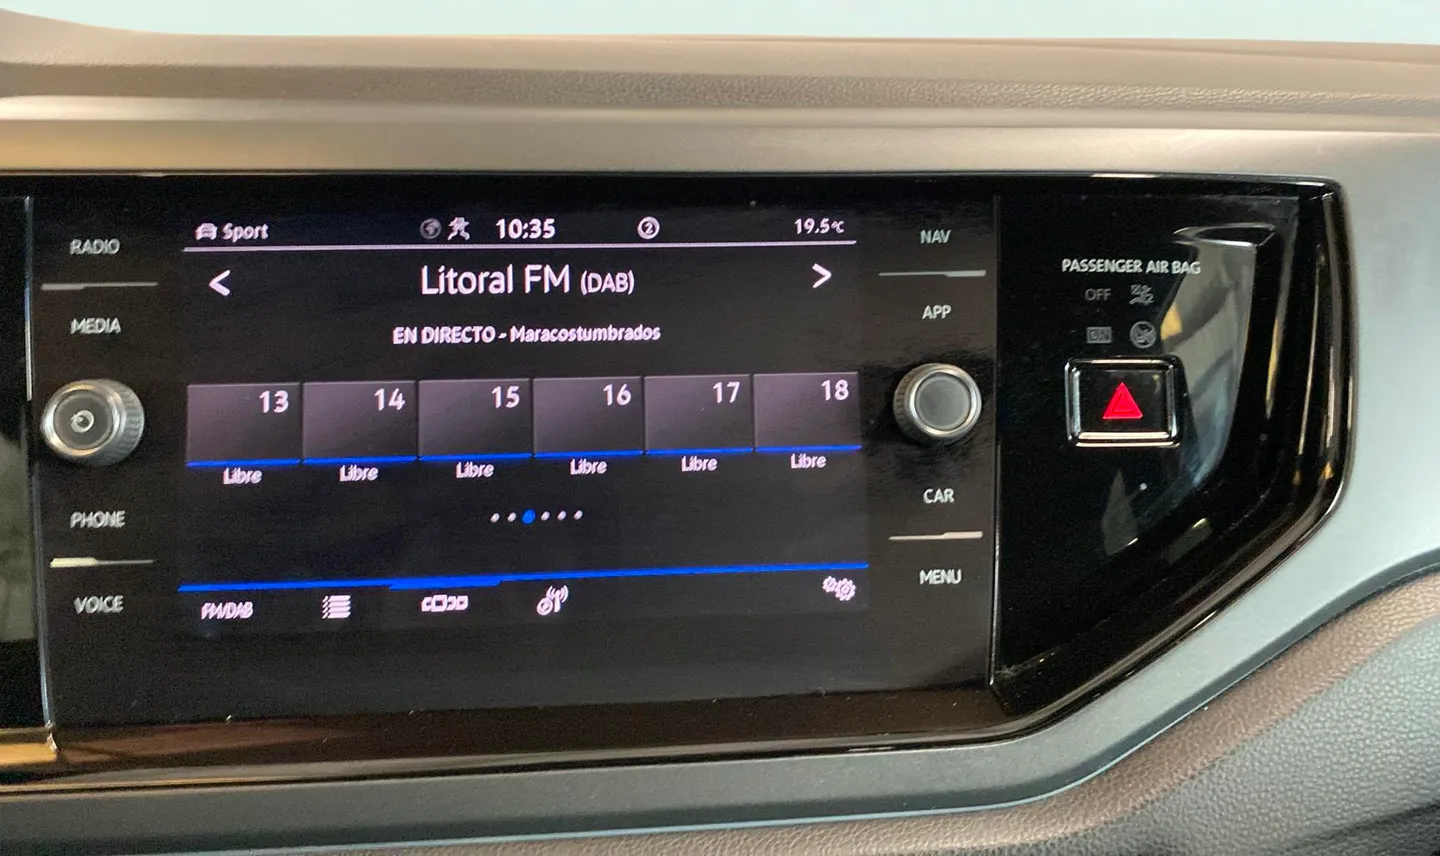 RADIO
MEDIA
PHONE
VOICE
Sport 10:35 2 19.5°C
< Litoral FM (DAB) >
EN DIRECTO - Maracostumbrados
13 14 15 16 17 18
Libre Libre Libre Libre Libre Libre
FM/DAB
NAV
APP
CAR
MENU
PASSENGER AIR BAG
OFF
ON